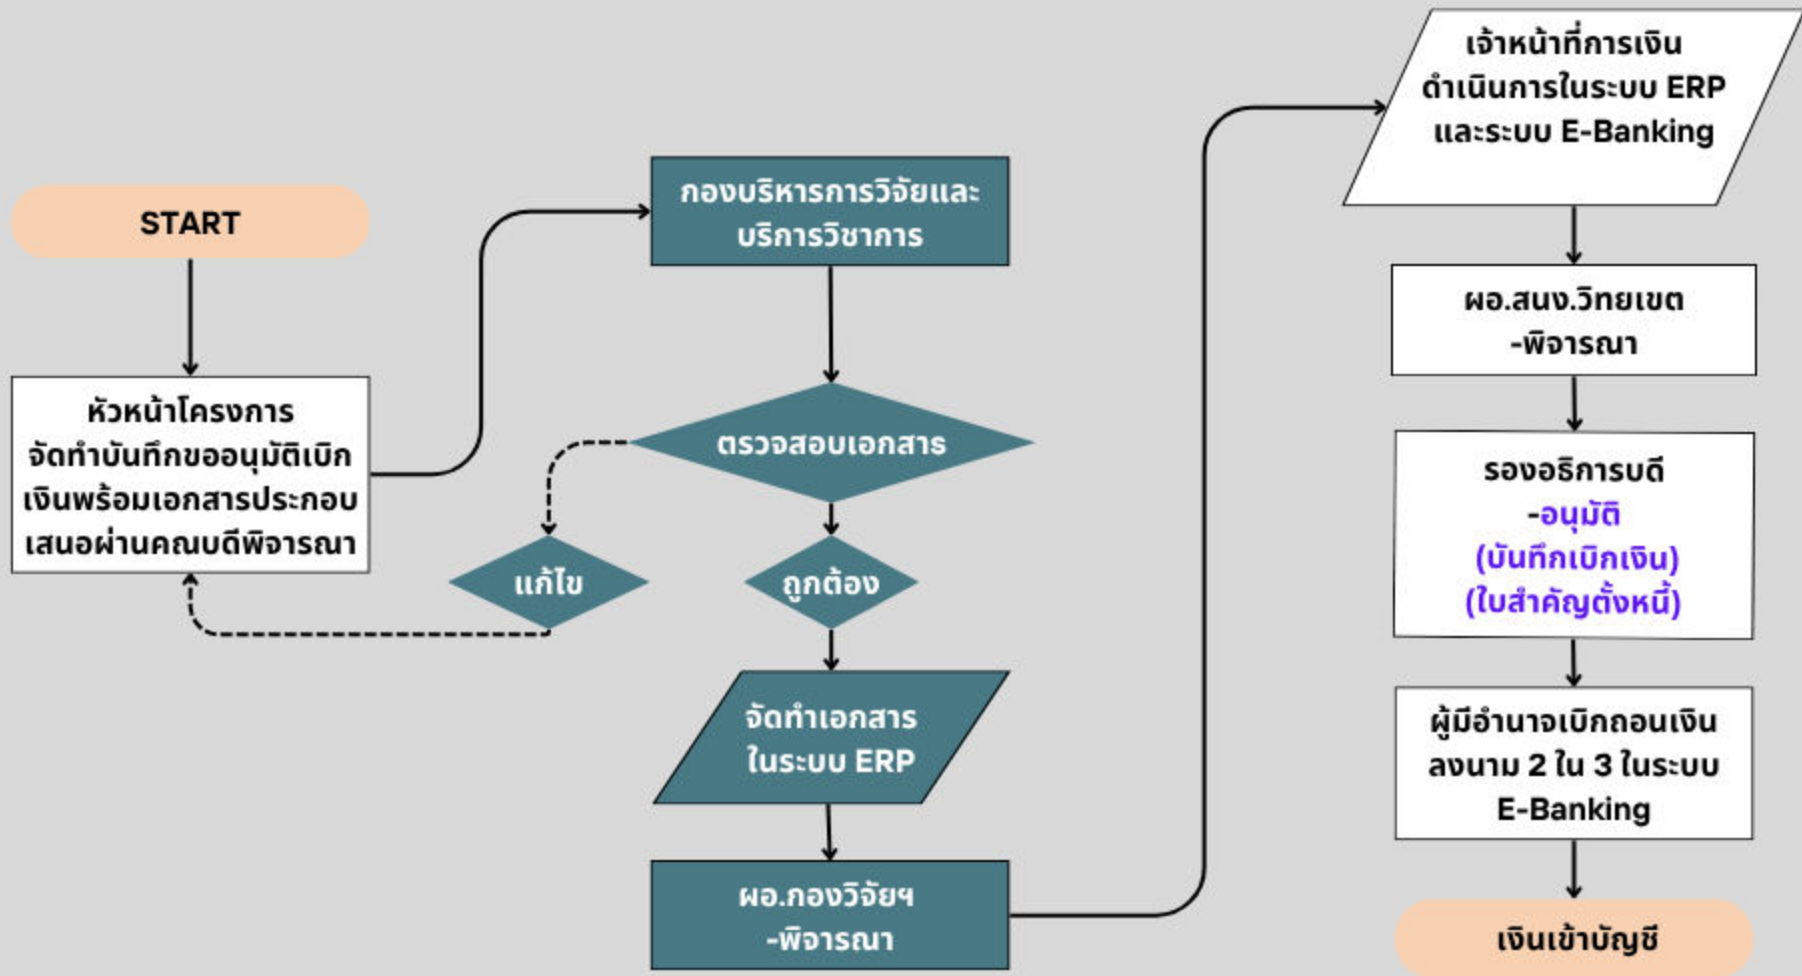 START
หัวหน้าโครงการ
จัดทำบันทึกขออนุมัติเบิก
เงินพร้อมเอกสารประกอบ
เสนอผ่านคณบดีพิจารณา
กองบริหารการวิจัยและ
บริการวิชาการ
ตรวจสอบเอกสาร
แก้ไข
ถูกต้อง
จัดทำเอกสาร
ในระบบ ERP
ผอ.กองวิจัยฯ
-พิจารณา
เจ้าหน้าที่การเงิน
ดำเนินการในระบบ ERP
และระบบ E-Banking
ผอ.สนง.วิทยเขต
-พิจารณา
รองอธิการบดี
-อนุมัติ
(บันทึกเบิกเงิน)
(ใบสำคัญตั้งหนี้)
ผู้มีอำนาจเบิกถอนเงิน
ลงนาม 2 ใน 3 ในระบบ
E-Banking
เงินเข้าบัญชี